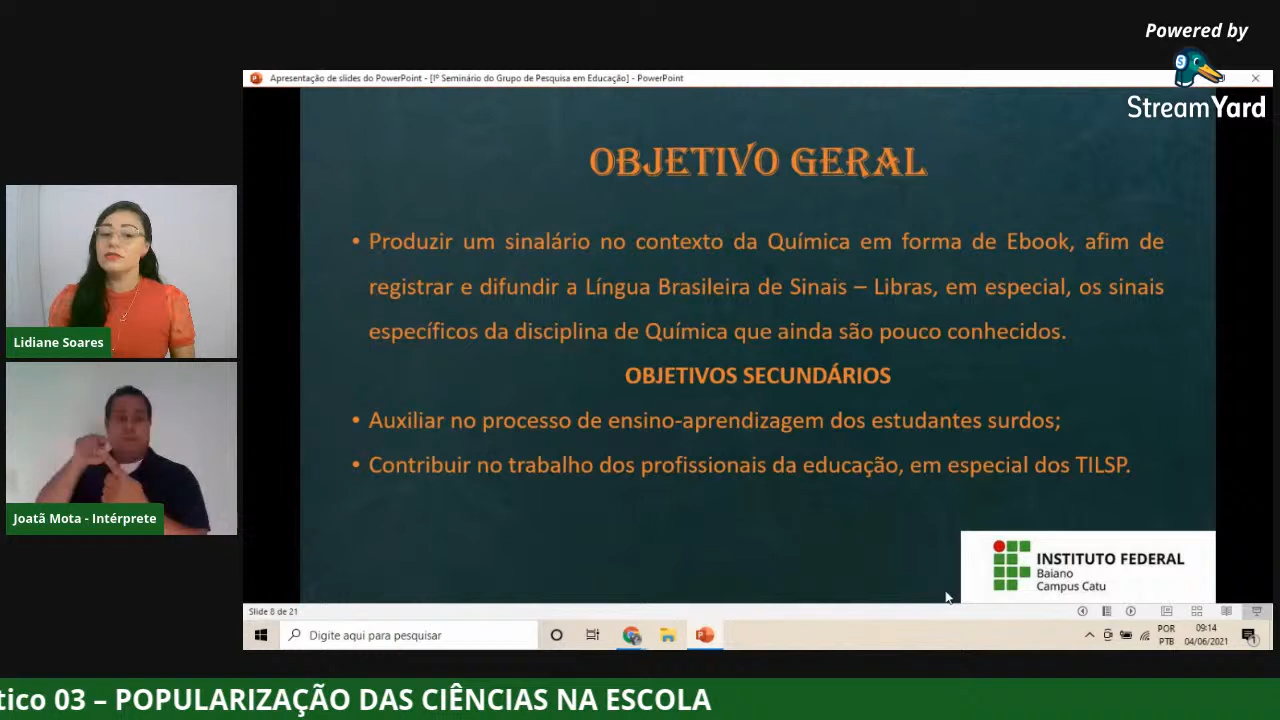 Powered by
StreamYard
Apresentação de slides do PowerPoint - [Iº Seminário do Grupo de Pesquisa em Educação] - PowerPoint
OBJETIVO GERAL
• Produzir um sinalário no contexto da Química em forma de Ebook, afim de
registrar e difundir a Língua Brasileira de Sinais – Libras, em especial, os sinais
específicos da disciplina de Química que ainda são pouco conhecidos.
OBJETIVOS SECUNDÁRIOS
• Auxiliar no processo de ensino-aprendizagem dos estudantes surdos;
• Contribuir no trabalho dos profissionais da educação, em especial dos TILSP.
Lidiane Soares
Joatã Mota - Intérprete
INSTITUTO FEDERAL
Baiano
Campus Catu
Slide 8 de 21
Digite aqui para pesquisar
POR
PTB
09:14
04/06/2021
tico 03 – POPULARIZAÇÃO DAS CIÊNCIAS NA ESCOLA